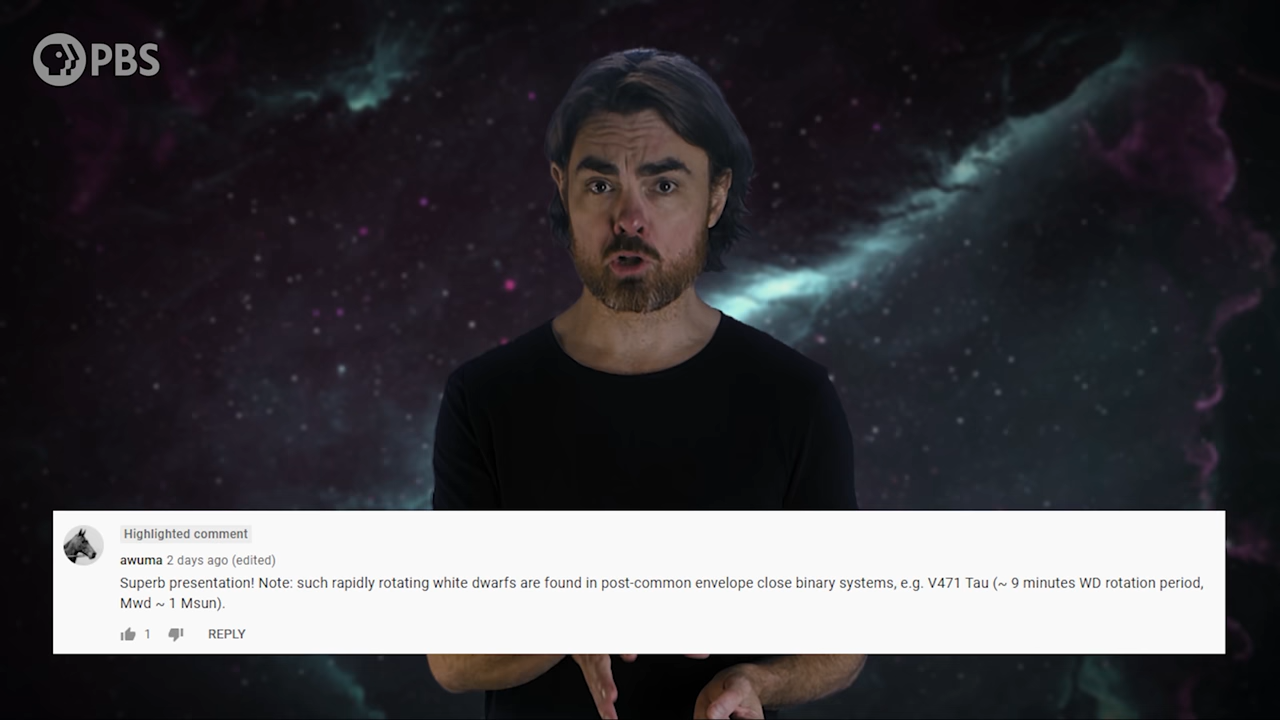 PBS
Highlighted comment
awuma 2 days ago (edited)
Superb presentation! Note: such rapidly rotating white dwarfs are found in post-common envelope close binary systems, e.g. V471 Tau (~ 9 minutes WD rotation period,
Mwd ~ 1 Msun).
1 REPLY